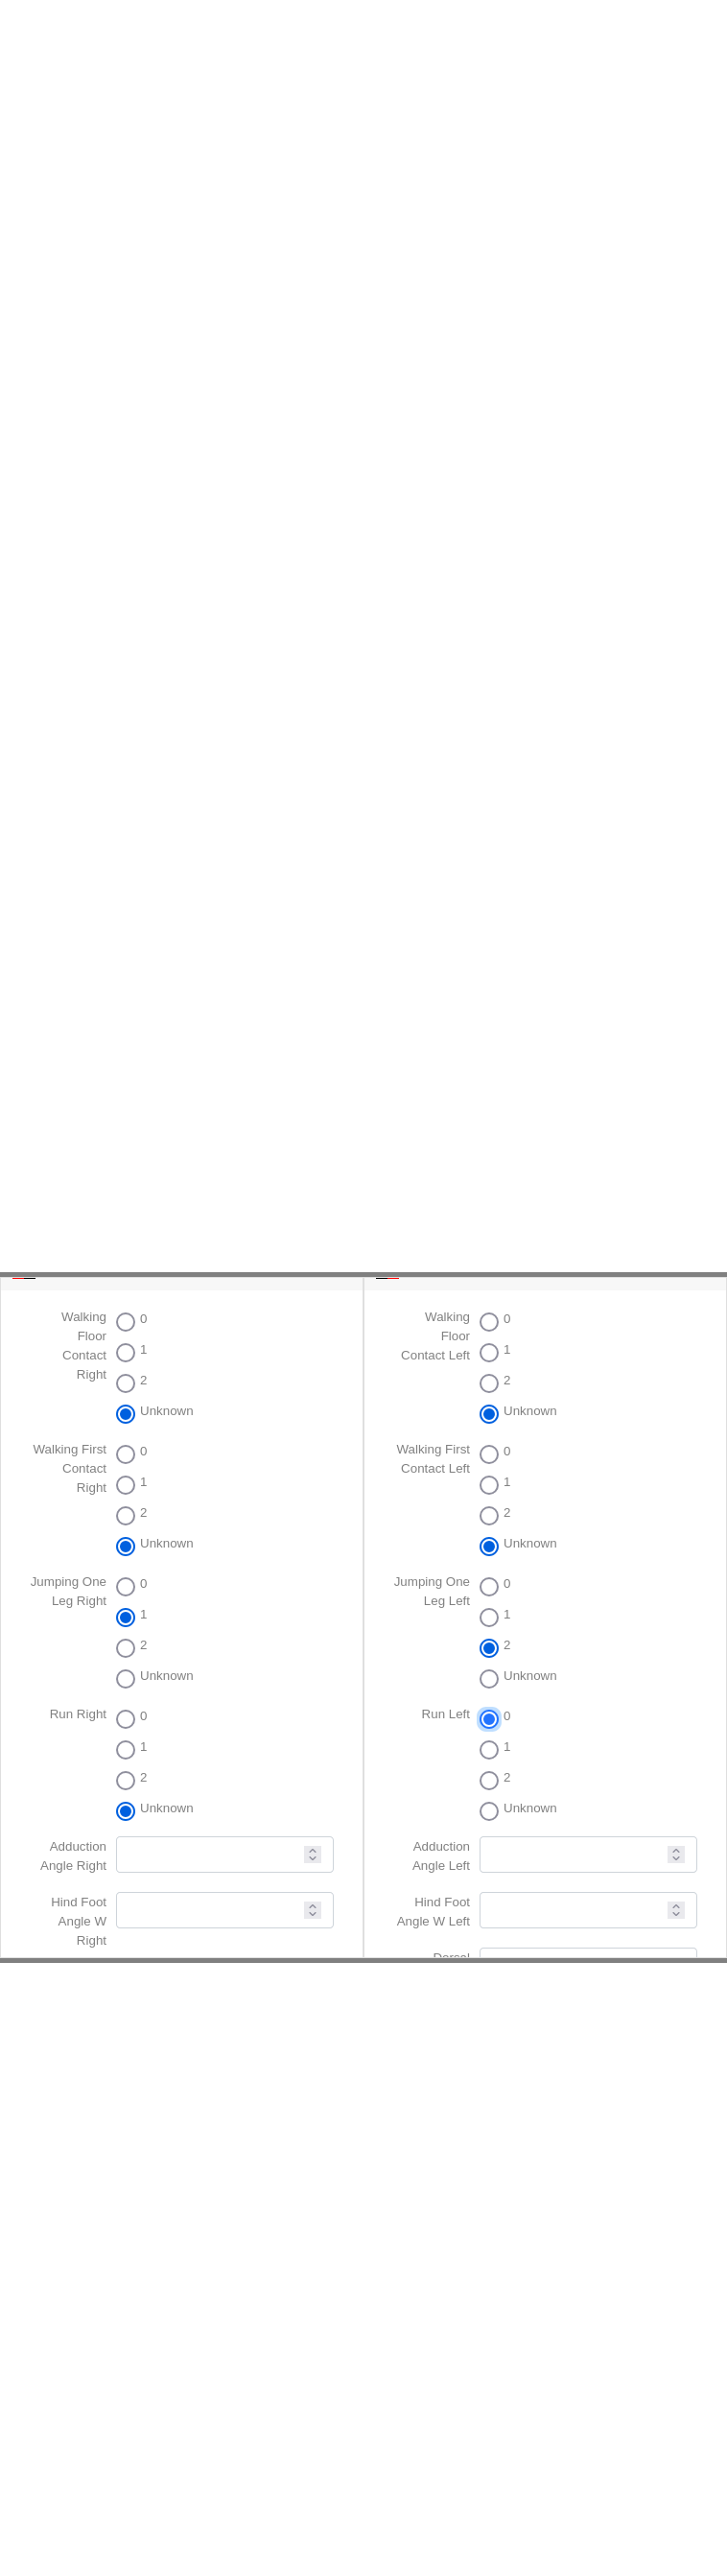 Walking
Floor
Contact
Right
0
1
2
Unknown
Walking First
Contact
Right
0
1
2
Unknown
Jumping One
Leg Right
0
1
2
Unknown
Run Right
0
1
2
Unknown
Adduction
Angle Right
Hind Foot
Angle W
Right
Walking
Floor
Contact Left
0
1
2
Unknown
Walking First
Contact Left
0
1
2
Unknown
Jumping One
Leg Left
0
1
2
Unknown
Run Left
0
1
2
Unknown
Adduction
Angle Left
Hind Foot
Angle W Left
Dorsal